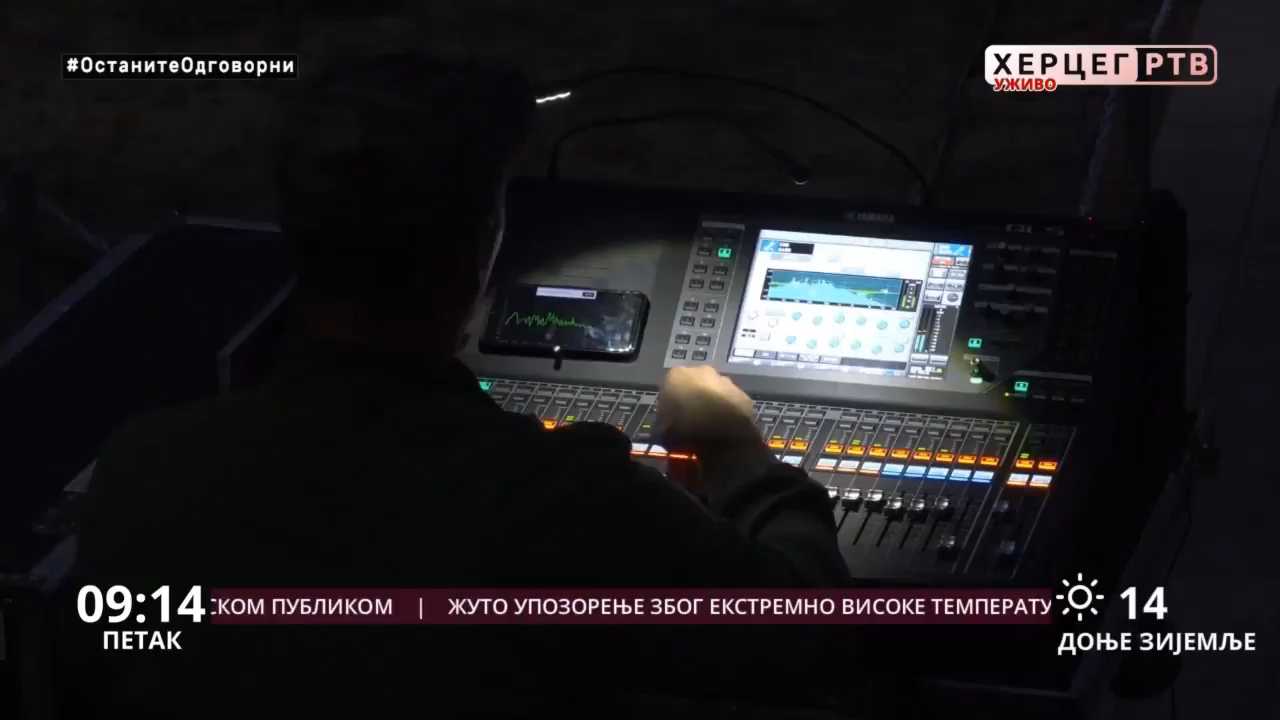 #ОстанитеОдговорни
ХЕРЦЕГ РТВ
УЖИВО
YAMAHA
09:14
СКОМ ПУБЛИКОМ | ЖУТО УПОЗОРЕЊЕ ЗБОГ ЕКСТРЕМНО ВИСОКЕ ТЕМПЕРАТУ
14
ПЕТАК
ДОЊЕ ЗИЈЕМЉЕ